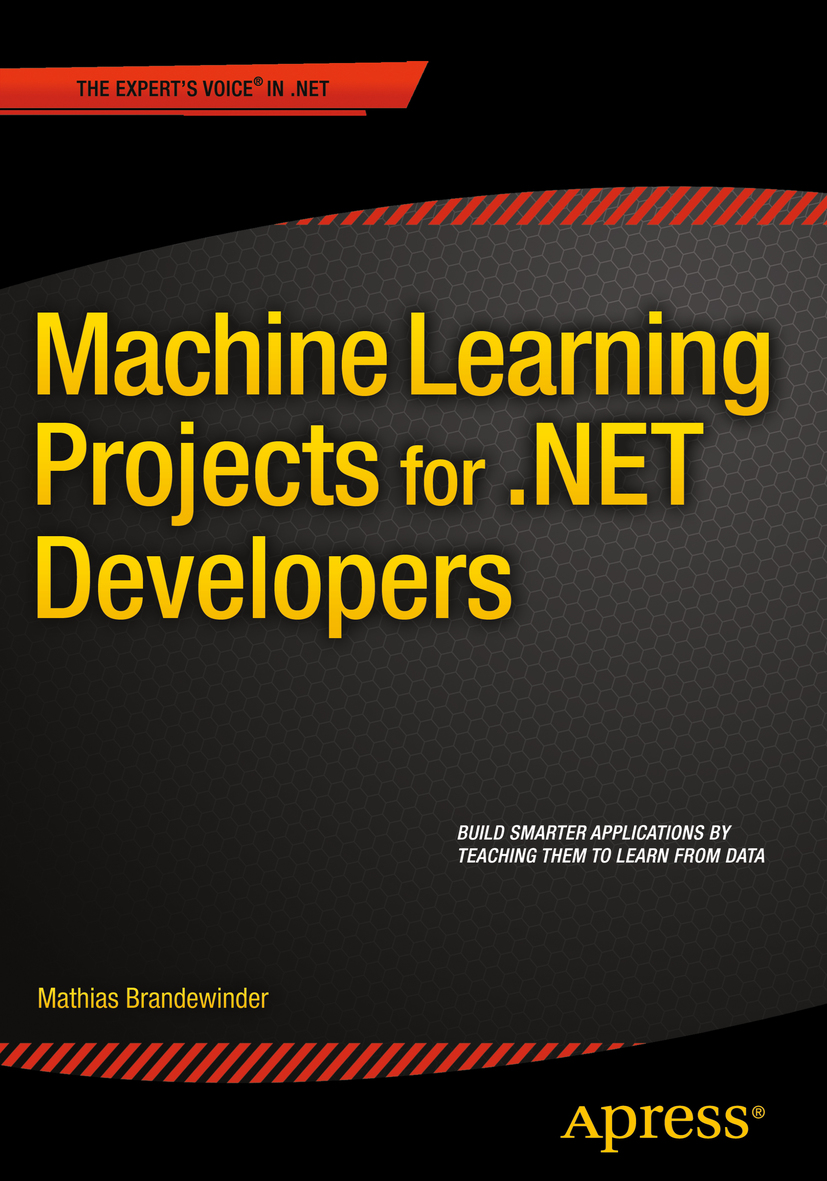 THE EXPERT'S VOICE® IN .NET
Machine Learning
Projects for .NET
Developers
BUILD SMARTER APPLICATIONS BY
TEACHING THEM TO LEARN FROM DATA
Mathias Brandewinder
Apress®